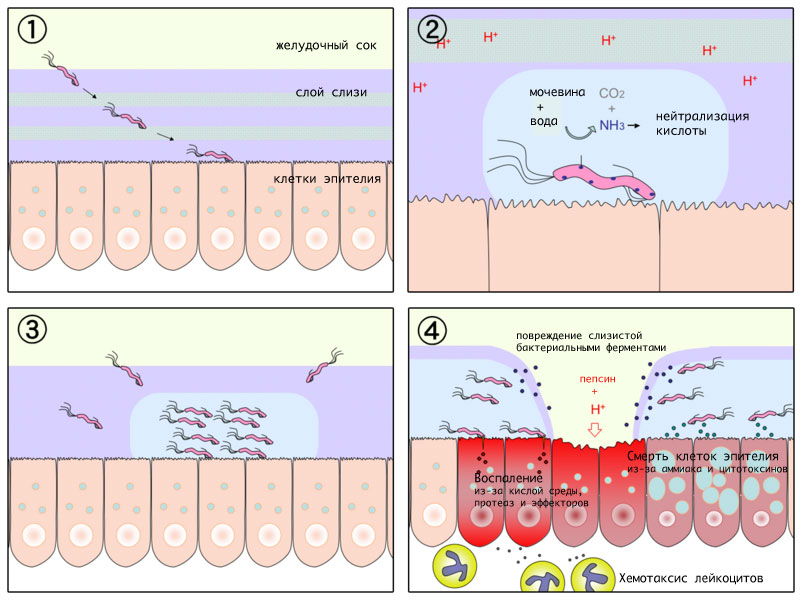 1
желудочный сок
слой слизи
клетки эпителия
2
H⁺
H⁺
H⁺
H⁺
H⁺
H⁺
мочевина
+
вода
CO₂
+
NH₃
нейтрализация
кислоты
3
4
повреждение слизистой
бактериальными ферментами
пепсин
+
H⁺
Воспаление
из-за кислой среды,
протеаз и эффекторов
Смерть клеток эпителия
из-за аммиака и цитотоксинов
Хемотаксис лейкоцитов